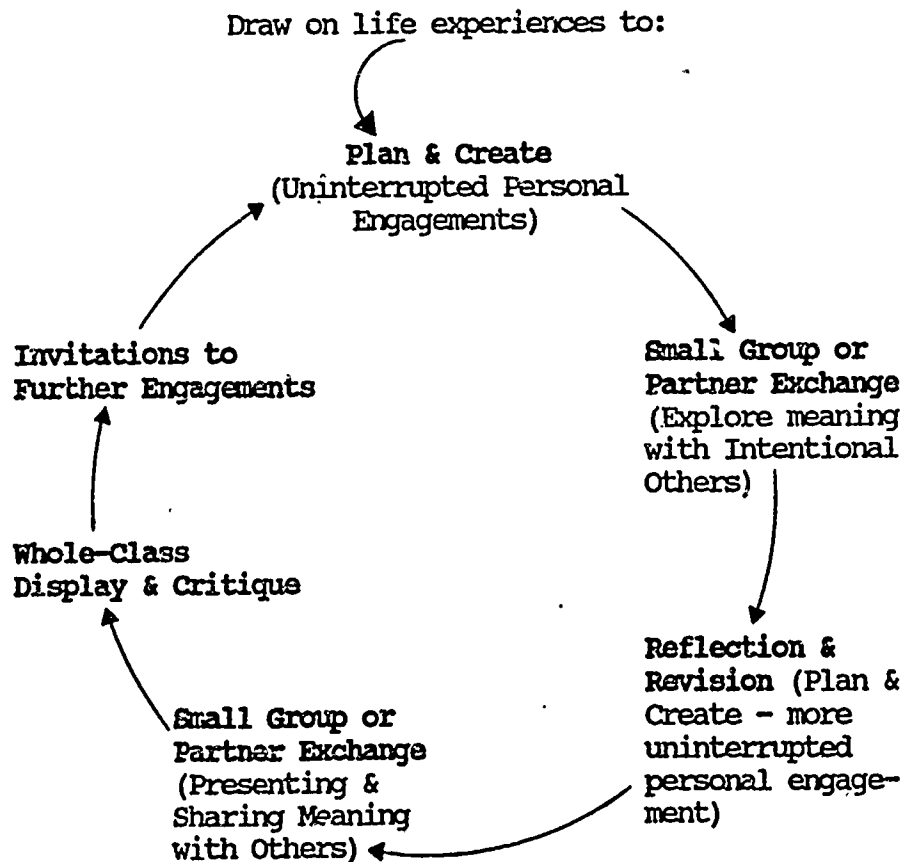 Draw on life experiences to:
Plan & Create
(Uninterrupted Personal
Engagements)
Small Group or
Partner Exchange
(Explore meaning
with Intentional
Others)
Reflection &
Revision (Plan &
Create - more
uninterrupted
personal engage-
ment)
Small Group or
Partner Exchange
(Presenting &
Sharing Meaning
with Others)
Whole-Class
Display & Critique
Invitations to
Further Engagements